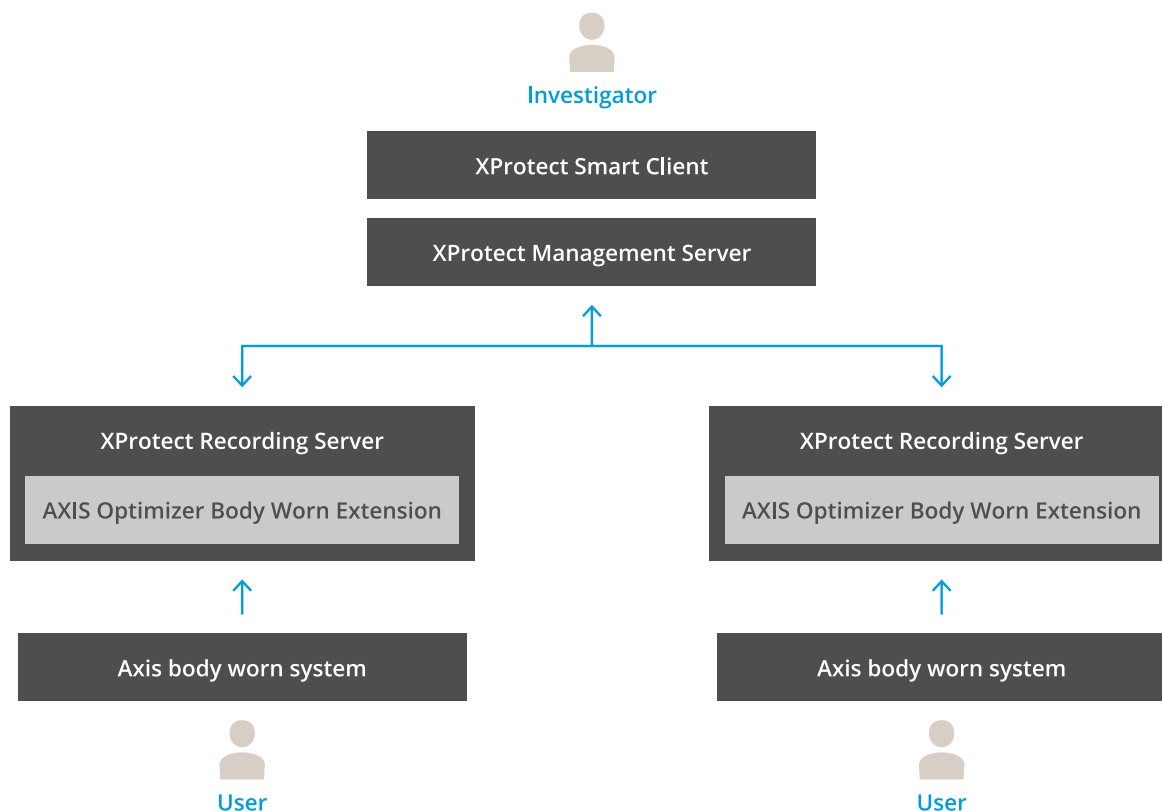 Investigator
XProtect Smart Client
XProtect Management Server
XProtect Recording Server
XProtect Recording Server
AXIS Optimizer Body Worn Extension
AXIS Optimizer Body Worn Extension
Axis body worn system
Axis body worn system
User
User